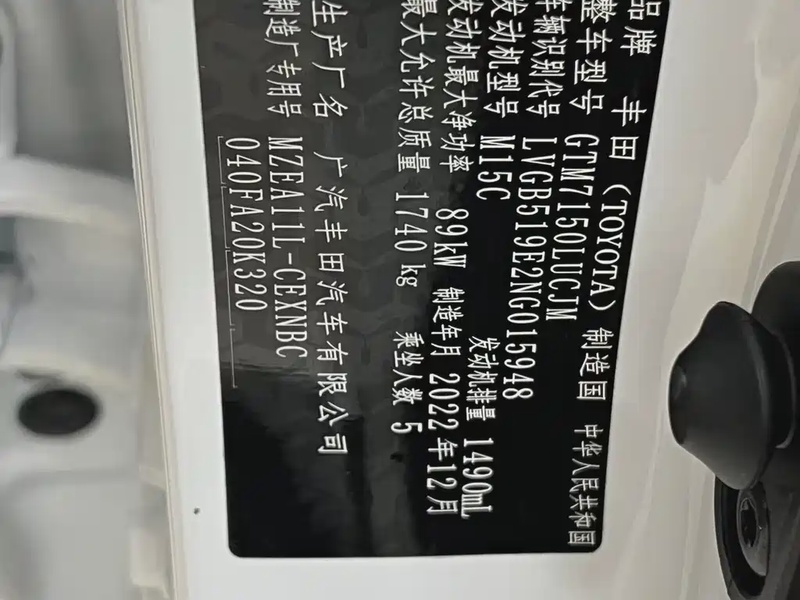 品牌 丰田（TOYOTA） 制造国 中华人民共和国
整车型号 GTM7150LUCJM
车辆识别代号 LVGB519E2NG015948
发动机型号 M15C 发动机排量 1490mL
发动机最大净功率 89kW 制造年月 2022年12月
最大允许总质量 1740kg 乘坐人数 5
生产厂名 广汽丰田汽车有限公司
制造厂专用号 MZEA11L-CEXNBC
040FA20K320